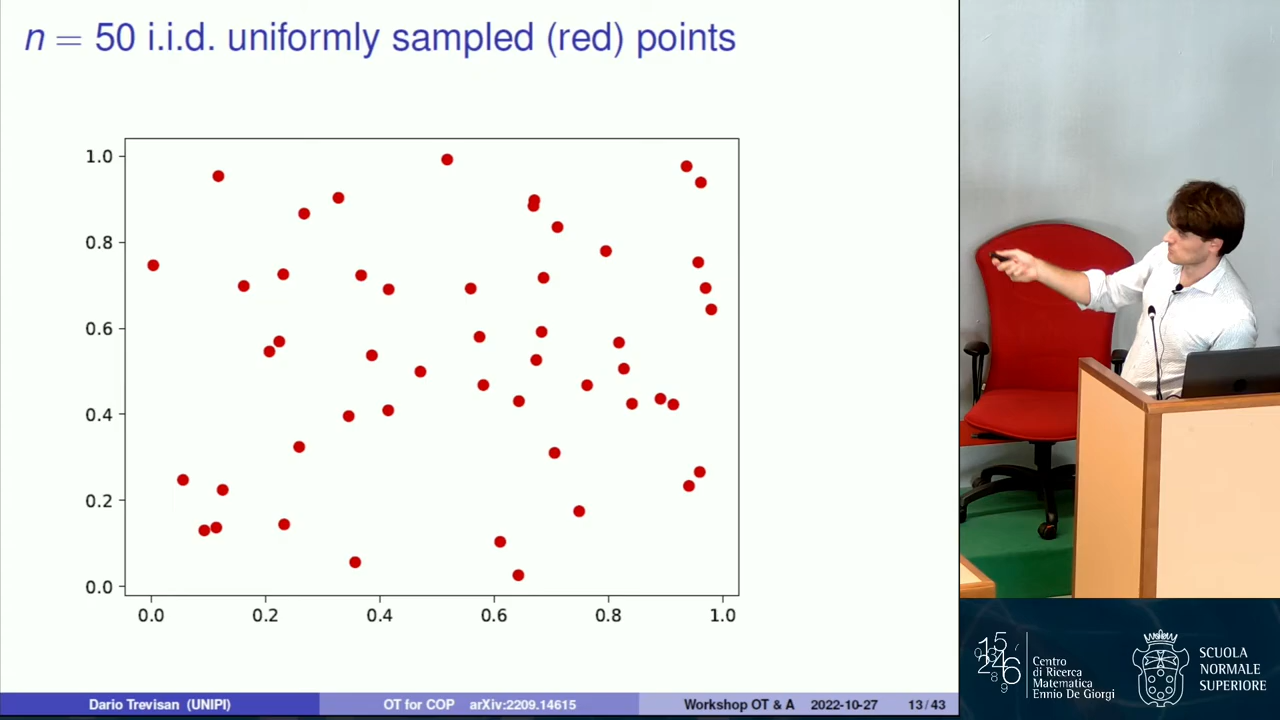 n = 50 i.i.d. uniformly sampled (red) points
1.0
0.8
0.6
0.4
0.2
0.0
0.0 0.2 0.4 0.6 0.8 1.0
Dario Trevisan (UNIPI) OT for COP arXiv:2209.14615 Workshop OT & A 2022-10-27 13 / 43
Centro
di Ricerca
Matematica
Ennio De Giorgi
SCUOLA
NORMALE
SUPERIORE